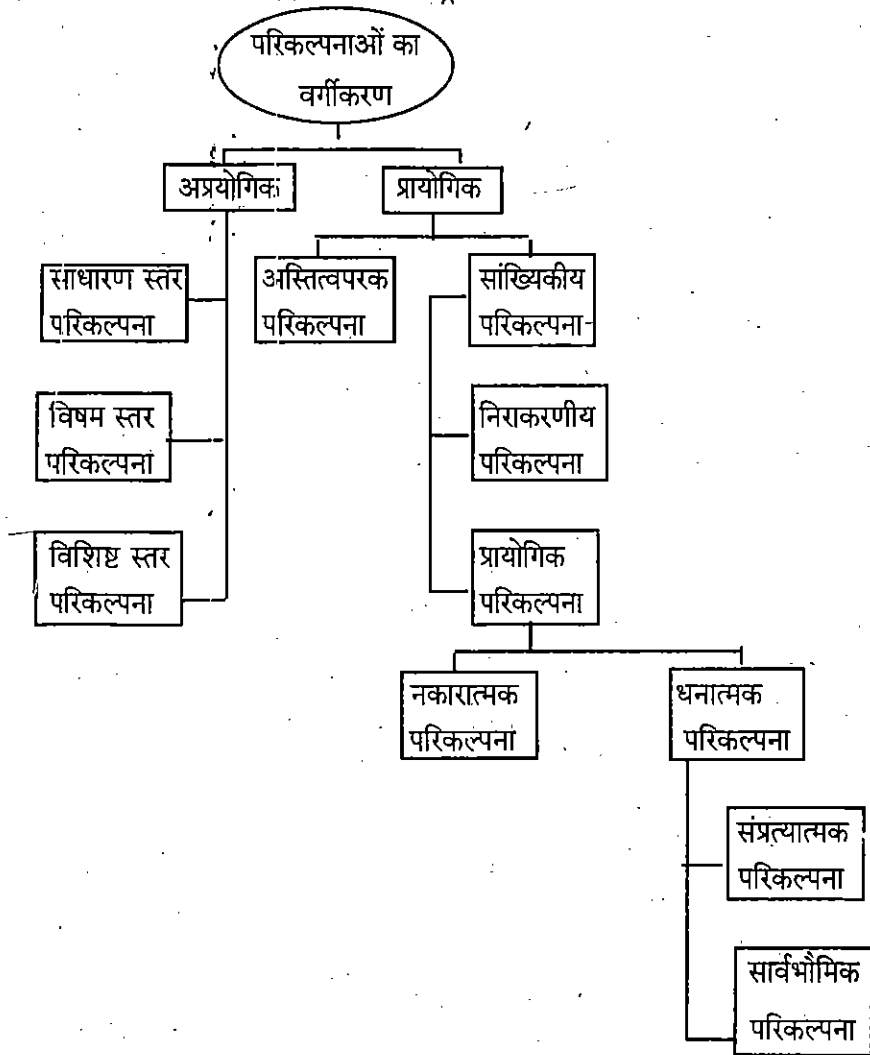 परिकल्पनाओं का
वर्गीकरण
अप्रयोगिक
प्रायोगिक
साधारण स्तर
परिकल्पना
अस्तित्वपरक
परिकल्पना
सांख्यिकीय
परिकल्पना
विषम स्तर
परिकल्पना
निराकरणीय
परिकल्पना
विशिष्ट स्तर
परिकल्पना
प्रायोगिक
परिकल्पना
नकारात्मक
परिकल्पना
धनात्मक
परिकल्पना
संप्रत्यात्मक
परिकल्पना
सार्वभौमिक
परिकल्पना